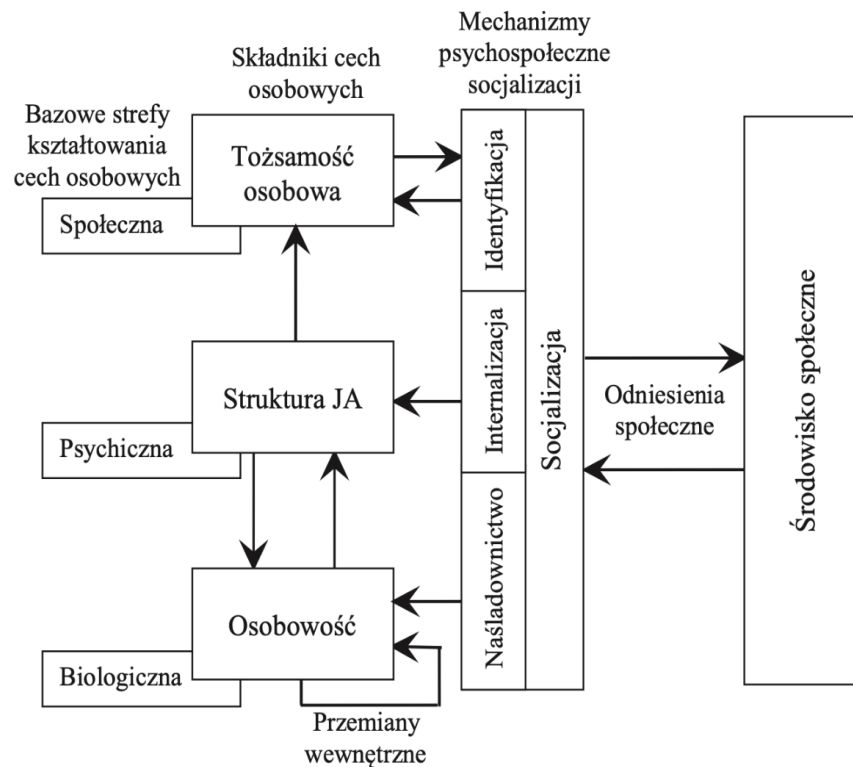 Mechanizmy
psychospołeczne
socjalizacji
Składniki cech
osobowych
Bazowe strefy
kształtowania
cech osobowych
Tożsamość
osobowa
Społeczna
Identyfikacja
Struktura JA
Psychiczna
Internalizacja
Socjalizacja
Odniesienia
społeczne
Środowisko społeczne
Osobowość
Biologiczna
Naśladownictwo
Przemiany
wewnętrzne